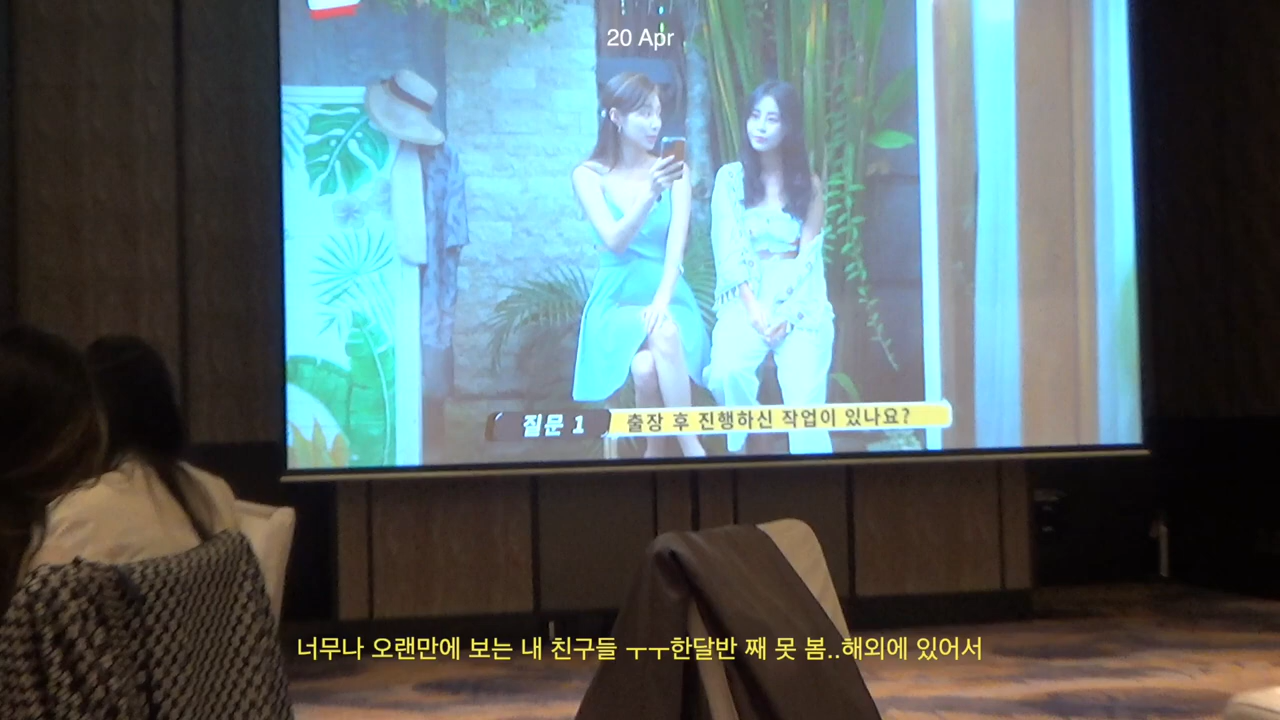 20 Apr
질문 1 출장 후 진행하신 작업이 있나요?
너무나 오랜만에 보는 내 친구들 ㅜㅜ한달반 째 못 봄..해외에 있어서